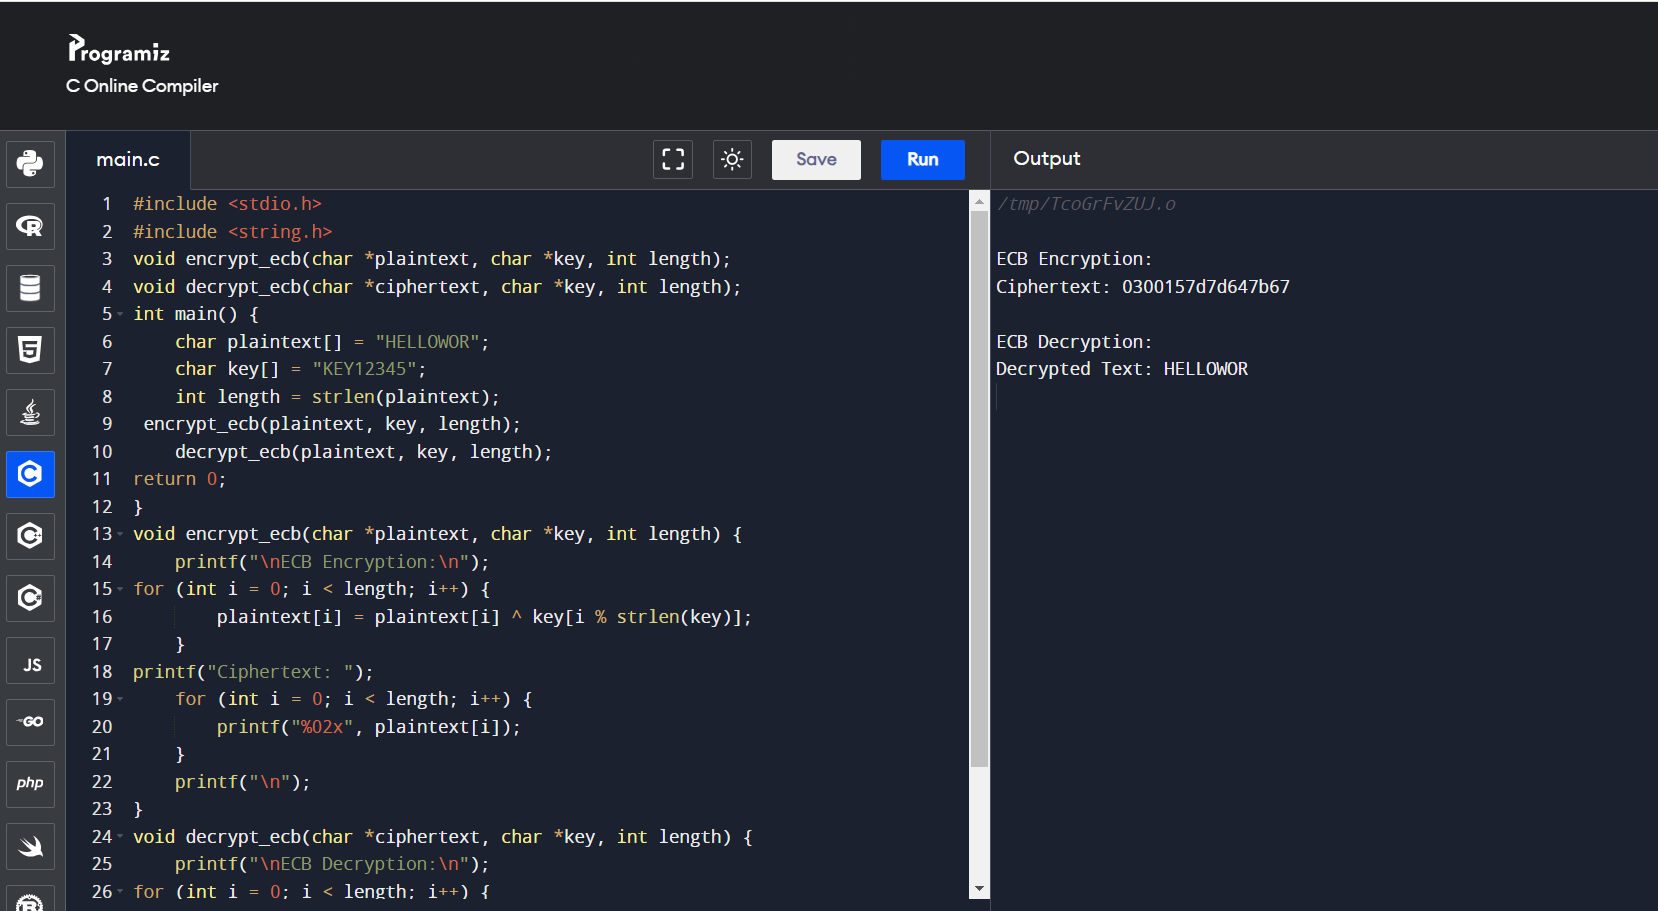 Programiz
C Online Compiler
main.c
Save
Run
Output
1 #include <stdio.h>
2 #include <string.h>
3 void encrypt_ecb(char *plaintext, char *key, int length);
4 void decrypt_ecb(char *ciphertext, char *key, int length);
5 int main() {
6     char plaintext[] = "HELLOWOR";
7     char key[] = "KEY12345";
8     int length = strlen(plaintext);
9  encrypt_ecb(plaintext, key, length);
10     decrypt_ecb(plaintext, key, length);
11 return 0;
12 }
13 void encrypt_ecb(char *plaintext, char *key, int length) {
14     printf("\nECB Encryption:\n");
15 for (int i = 0; i < length; i++) {
16         plaintext[i] = plaintext[i] ^ key[i % strlen(key)];
17     }
18 printf("Ciphertext: ");
19     for (int i = 0; i < length; i++) {
20         printf("%02x", plaintext[i]);
21     }
22     printf("\n");
23 }
24 void decrypt_ecb(char *ciphertext, char *key, int length) {
25     printf("\nECB Decryption:\n");
26 for (int i = 0; i < length; i++) {
/tmp/TcoGrFvZUJ.o
ECB Encryption:
Ciphertext: 0300157d7d647b67
ECB Decryption:
Decrypted Text: HELLOWOR
R
5
C
C
C
JS
GO
php
R